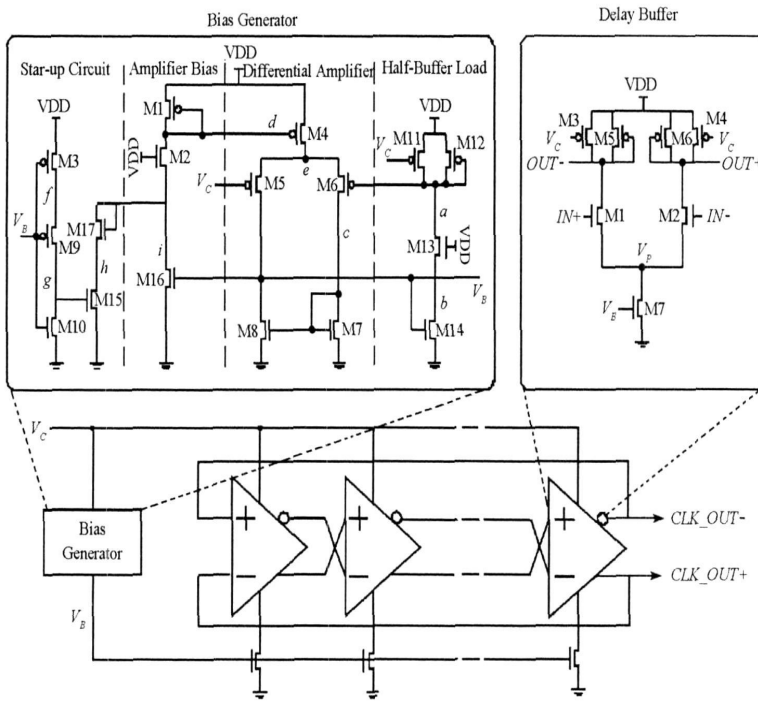 Bias Generator
Delay Buffer
VDD
Star-up Circuit
Amplifier Bias
Differential Amplifier
Half-Buffer Load
VDD
VDD
VDD
M1
d
M4
M11
M12
V_C
M3
M2
VDD
e
M3
M5
M6
M4
V_C
V_C
OUT-
OUT+
f
V_C
M5
M6
V_B
M9
M17
a
IN+
M1
M2
IN-
c
M13
VDD
g
h
i
M16
V_P
M15
V_B
b
M10
M8
M7
M14
V_B
M7
V_C
Bias
Generator
+
+
+
CLK_OUT-
−
−
−
CLK_OUT+
V_B